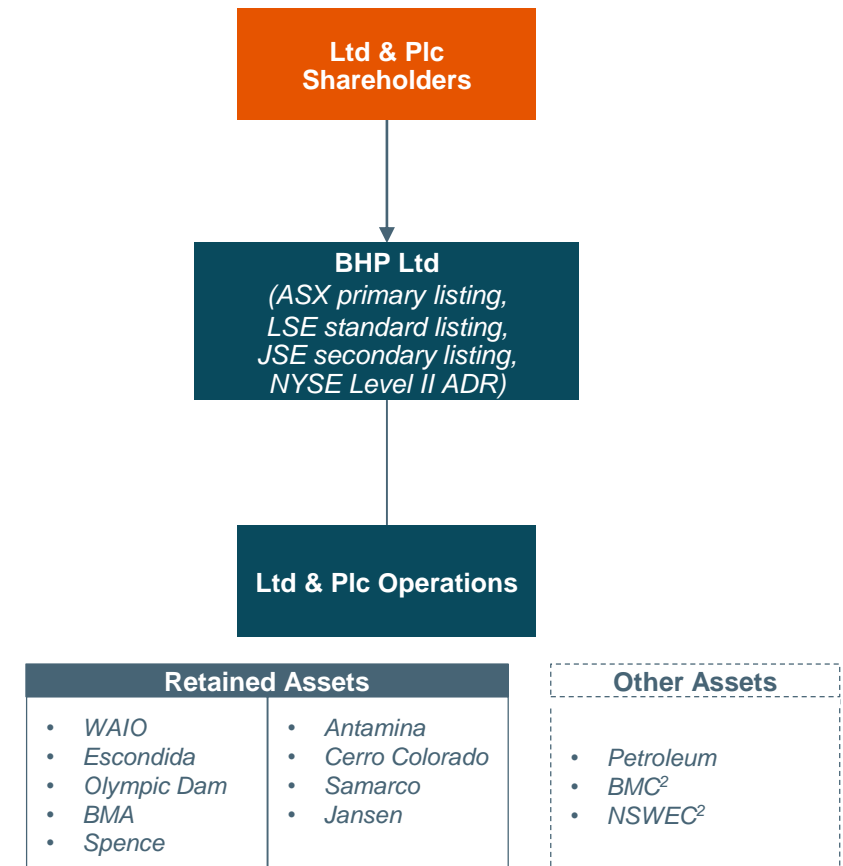 Ltd & Plc
Shareholders
BHP Ltd
(ASX primary listing,
LSE standard listing,
JSE secondary listing,
NYSE Level II ADR)
Ltd & Plc Operations
Retained Assets
• WAIO
• Escondida
• Olympic Dam
• BMA
• Spence
• Antamina
• Cerro Colorado
• Samarco
• Jansen
Other Assets
• Petroleum
• BMC²
• NSWEC²